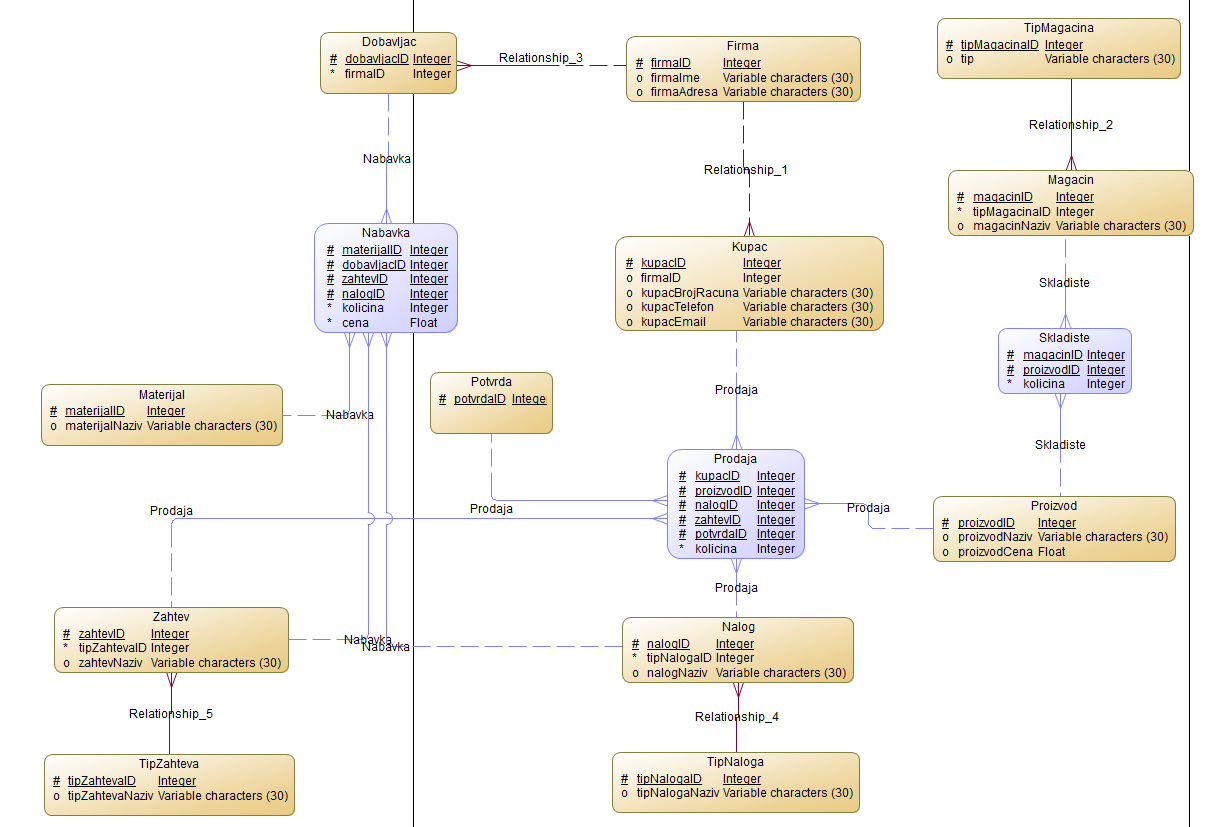 Dobavljac
# dobavljacID Integer
* firmaID Integer
Relationship_3
Firma
# firmaID Integer
o firmaIme Variable characters (30)
o firmaAdresa Variable characters (30)
TipMagacina
# tipMagacinaID Integer
o tip Variable characters (30)
Nabavka
Relationship_1
Relationship_2
Magacin
# magacinID Integer
* tipMagacinaID Integer
o magacinNaziv Variable characters (30)
Nabavka
# materijalID Integer
# dobavljacID Integer
# zahtevID Integer
# nalogID Integer
* kolicina Integer
* cena Float
Kupac
# kupacID Integer
o firmaID Integer
o kupacBrojRacuna Variable characters (30)
o kupacTelefon Variable characters (30)
o kupacEmail Variable characters (30)
Skladiste
Skladiste
# magacinID Integer
# proizvodID Integer
* kolicina Integer
Materijal
# materijalID Integer
o materijalNaziv Variable characters (30)
Nabavka
Potvrda
# potvrdaID Intege
Prodaja
Skladiste
Prodaja
# kupacID Integer
# proizvodID Integer
# nalogID Integer
# zahtevID Integer
# potvrdaID Integer
* kolicina Integer
Prodaja
Prodaja
Prodaja
Proizvod
# proizvodID Integer
o proizvodNaziv Variable characters (30)
o proizvodCena Float
Prodaja
Zahtev
# zahtevID Integer
* tipZahtevaID Integer
o zahtevNaziv Variable characters (30)
Nabavka
Nabavka
Nalog
# nalogID Integer
* tipNalogaID Integer
o nalogNaziv Variable characters (30)
Relationship_5
Relationship_4
TipZahteva
# tipZahtevaID Integer
o tipZahtevaNaziv Variable characters (30)
TipNaloga
# tipNalogaID Integer
o tipNalogaNaziv Variable characters (30)